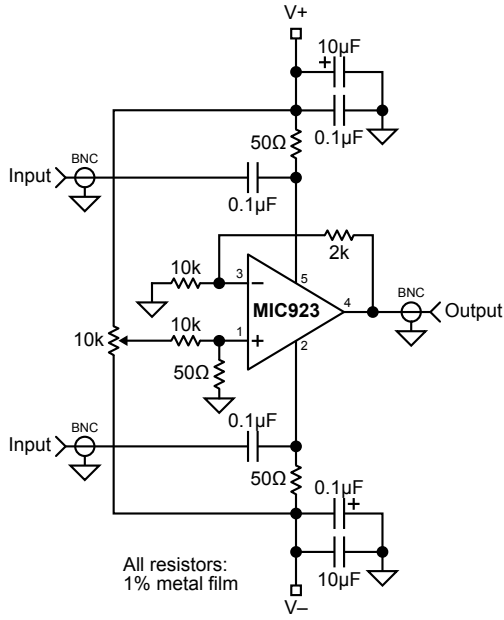 V+
10µF
+
0.1µF
50Ω
BNC
Input
0.1µF
2k
10k
3
−
5
MIC923
4
BNC
Output
10k
10k
1
+
2
50Ω
0.1µF
BNC
Input
50Ω
0.1µF
+
10µF
All resistors:
1% metal film
V–